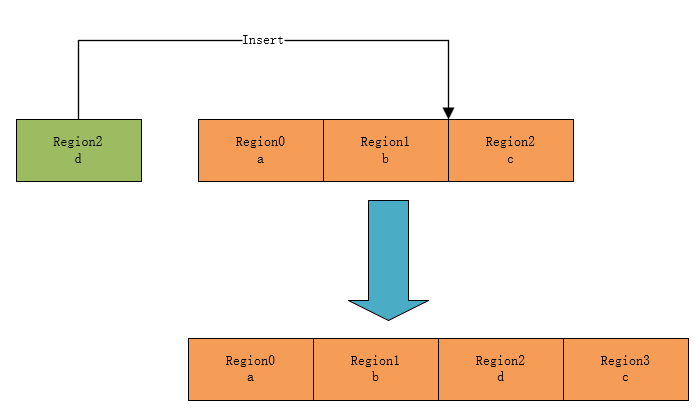 Insert
Region2
d
Region0
a
Region1
b
Region2
c
Region0
a
Region1
b
Region2
d
Region3
c